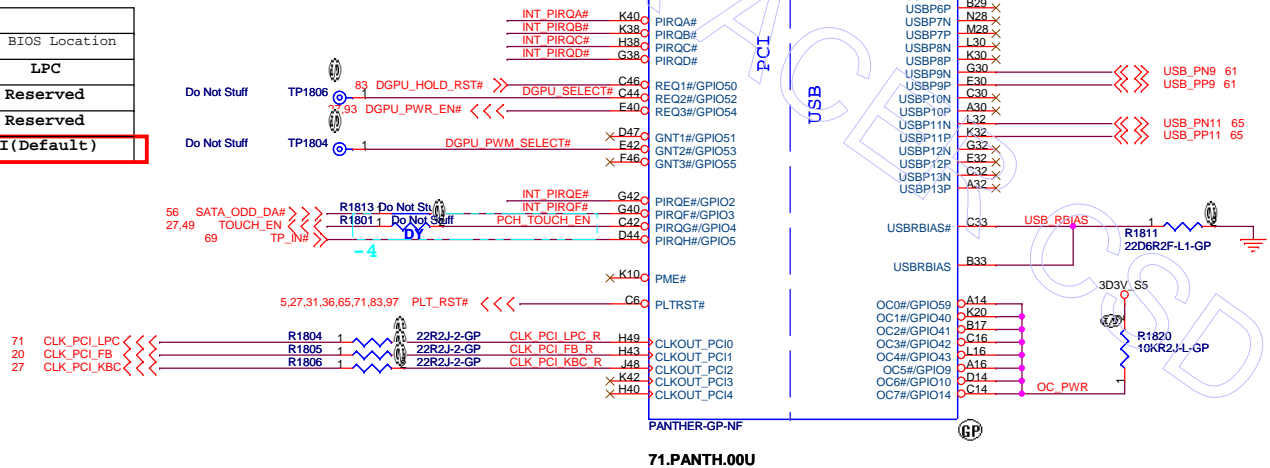 BIOS Location
LPC
Reserved
Reserved
I(Default)
INT_PIRQA# K40 PIRQA#
INT_PIRQB# K38 PIRQB#
INT_PIRQC# H38 PIRQC#
INT_PIRQD# G38 PIRQD#
83 DGPU_HOLD_RST# C46 REQ1#/GPIO50
Do Not Stuff TP1806 1 DGPU_SELECT# C44 REQ2#/GPIO52
,93 DGPU_PWR_EN# E40 REQ3#/GPIO54
D47 GNT1#/GPIO51
Do Not Stuff TP1804 1 DGPU_PWM_SELECT# E42 GNT2#/GPIO53
F46 GNT3#/GPIO55
INT_PIRQE# G42 PIRQE#/GPIO2
56 SATA_ODD_DA# R1813 Do Not Stu INT_PIRQF# G40 PIRQF#/GPIO3
27,49 TOUCH_EN R1801 1 Do Not Stuff PCH_TOUCH_EN C42 PIRQG#/GPIO4
69 TP_IN# DY D44 PIRQH#/GPIO5
-4
K10 PME#
5,27,31,36,65,71,83,97 PLT_RST# C6 PLTRST#
71 CLK_PCI_LPC R1804 1 22R2J-2-GP CLK_PCI_LPC_R H49 CLKOUT_PCI0
20 CLK_PCI_FB R1805 1 22R2J-2-GP CLK_PCI_FB_R H43 CLKOUT_PCI1
27 CLK_PCI_KBC R1806 1 22R2J-2-GP CLK_PCI_KBC_R J48 CLKOUT_PCI2
K42 CLKOUT_PCI3
H40 CLKOUT_PCI4
PCI
USB
USBP6P B29
USBP7N N28
USBP7P M28
USBP8N L30
USBP8P K30
USBP9N G30 USB_PN9 61
USBP9P E30 USB_PP9 61
USBP10N C30
USBP10P A30
USBP11N L32 USB_PN11 65
USBP11P K32 USB_PP11 65
USBP12N G32
USBP12P E32
USBP13N C32
USBP13P A32
USBRBIAS# C33 USB_RBIAS 1 R1811
22D6R2F-L1-GP
USBRBIAS B33
3D3V_S5
OC0#/GPIO59 A14
OC1#/GPIO40 K20
OC2#/GPIO41 B17
OC3#/GPIO42 C16
OC4#/GPIO43 L16
OC5#/GPIO9 A16
OC6#/GPIO10 D14
OC7#/GPIO14 C14 OC_PWR
R1820
10KR2J-L-GP
1
PANTHER-GP-NF
GP
71.PANTH.00U
ACER
CSD